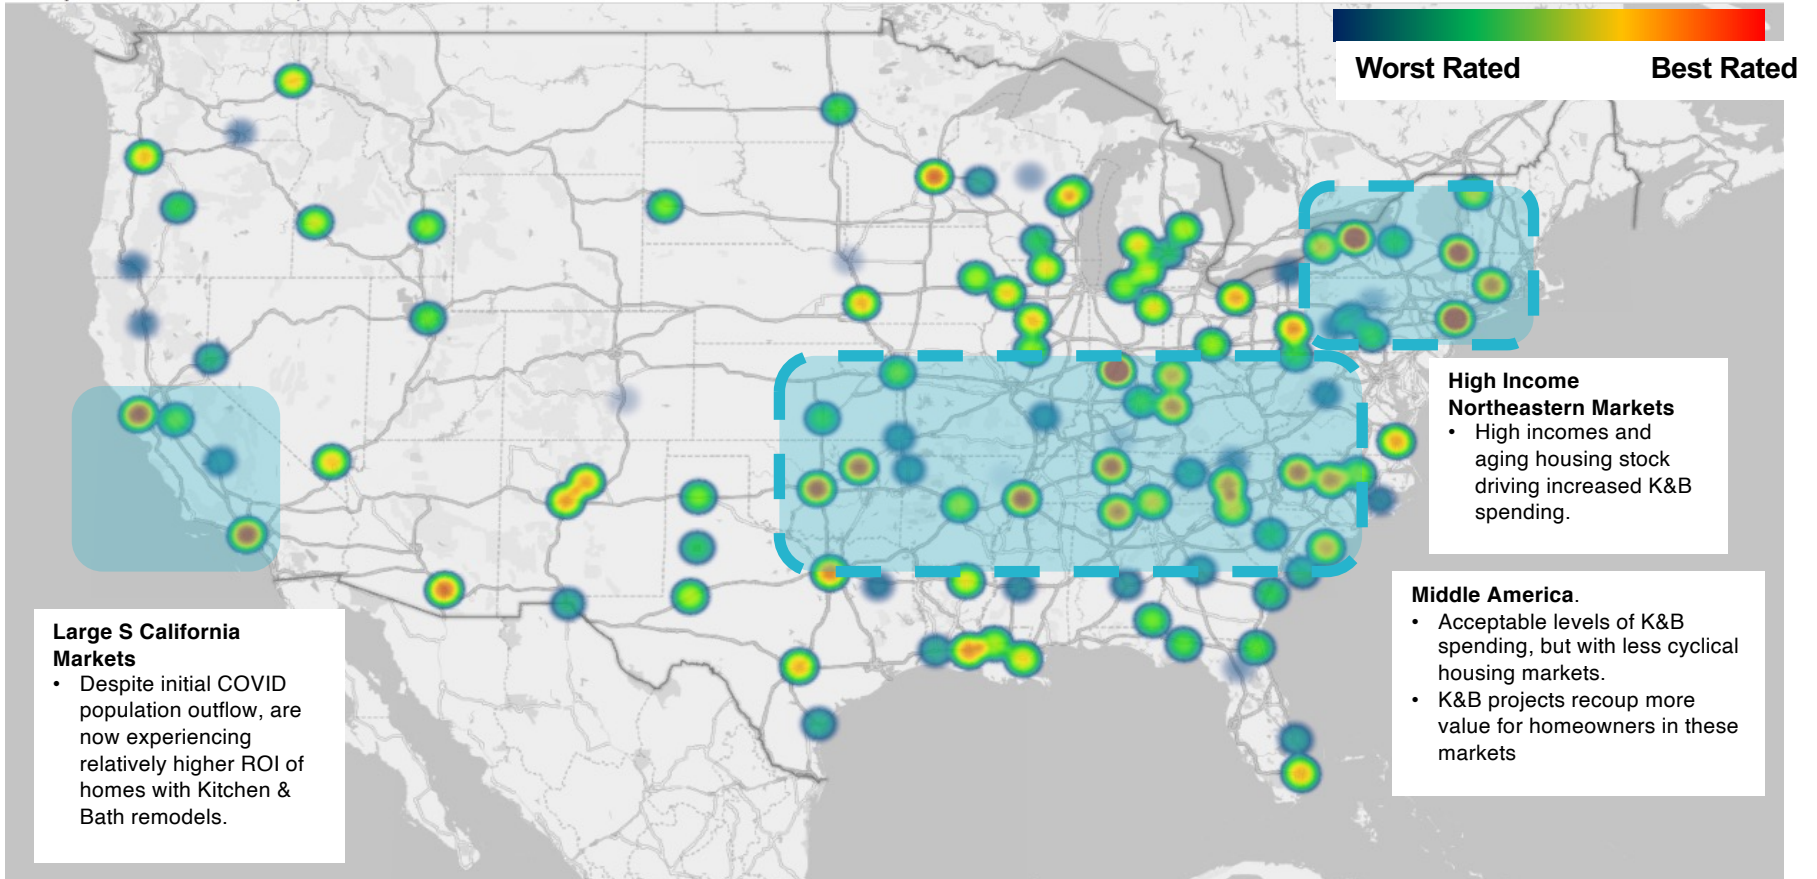 Worst Rated
Best Rated
High Income
Northeastern Markets
• High incomes and
aging housing stock
driving increased K&B
spending.
Middle America.
• Acceptable levels of K&B
spending, but with less cyclical
housing markets.
• K&B projects recoup more
value for homeowners in these
markets
Large S California
Markets
• Despite initial COVID
population outflow, are
now experiencing
relatively higher ROI of
homes with Kitchen &
Bath remodels.